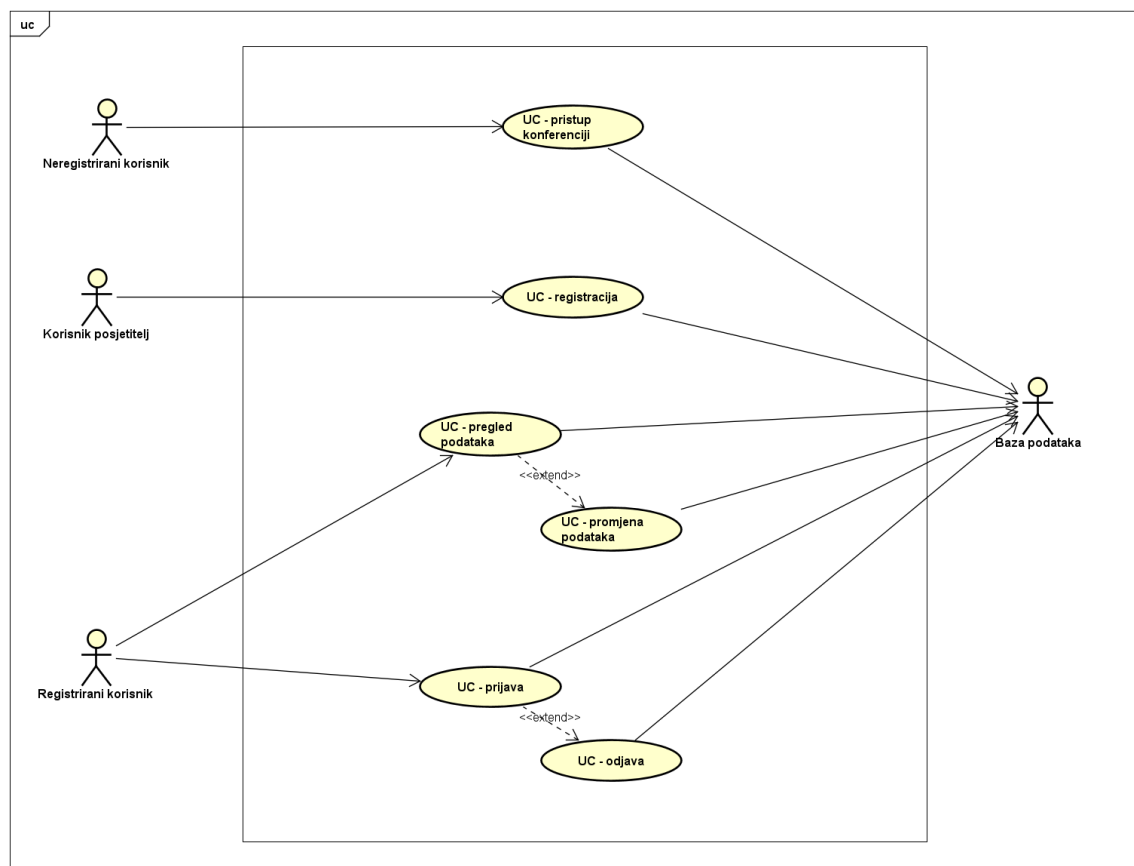 uc
UC - pristup
konferenciji
Neregistrirani korisnik
UC - registracija
Korisnik posjetitelj
UC - pregled
podataka
Baza podataka
<<extend>>
UC - promjena
podataka
UC - prijava
Registrirani korisnik
<<extend>>
UC - odjava